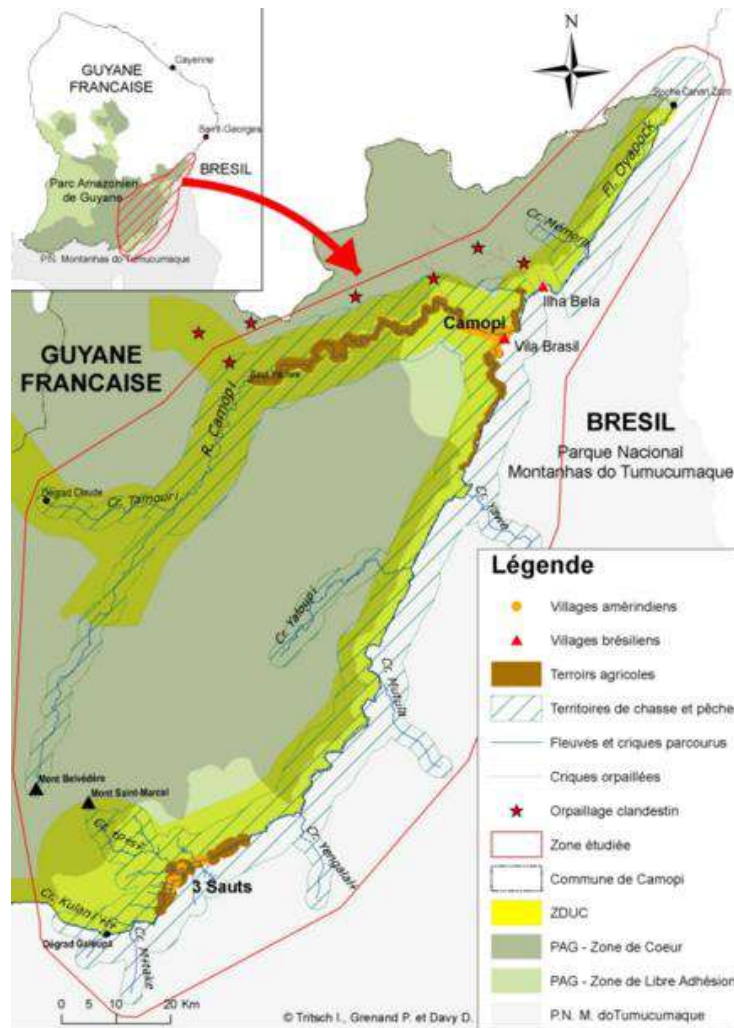 GUYANE
FRANCAISE
Cayenne
Saint-Georges
BRESIL
Parc Amazonien
de Guyane
P.N. Montanhas do Tumucumaque
N
Fl. Oyapock
Ilha Bela
Camopi
Vila Brasil
GUYANE
FRANCAISE
R. Camopi
BRESIL
Parque Nacional
Montanhas do Tumucumaque
Dégrad Claude
Cr. Tamouri
Cr. Yawe
Cr. Yaloupi
Cr. Mutula
Mont Belvédère
Mont Saint-Marcel
3 Sauts
Dégrad Galoupa
0 5 10 20 Km
© Tritsch I., Grenand P. et Davy D.
Légende
Villages amérindiens
Villages brésiliens
Terroirs agricoles
Territoires de chasse et pêche
Fleuves et criques parcourus
Criques orpaillées
Orpaillage clandestin
Zone étudiée
Commune de Camopi
ZDUC
PAG - Zone de Coeur
PAG - Zone de Libre Adhésion
P.N. M. doTumucumaque